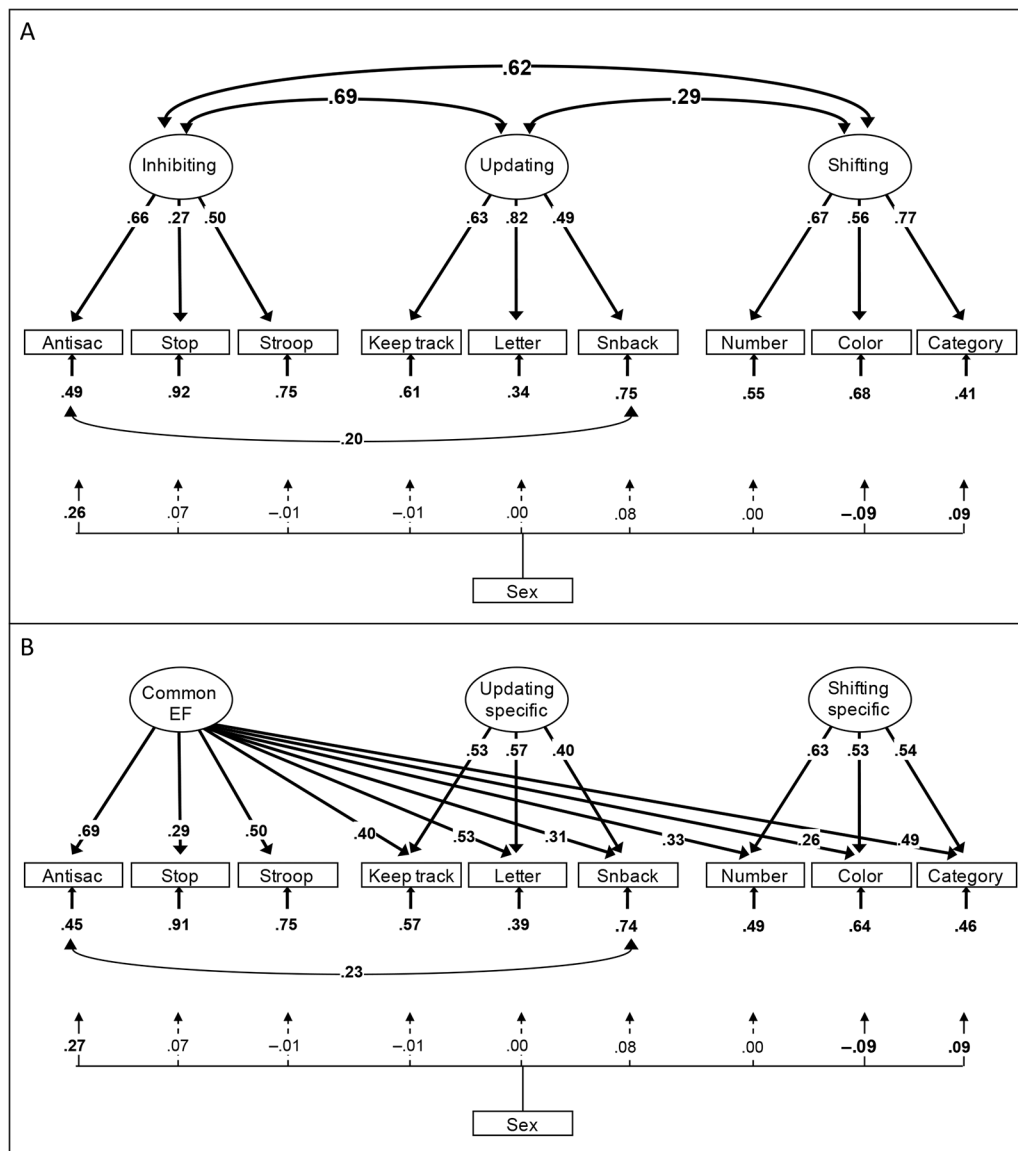 A
.62
.69 .29
Inhibiting Updating Shifting
.66 .27 .50 .63 .82 .49 .67 .56 .77
Antisac Stop Stroop Keep track Letter Snback Number Color Category
.49 .92 .75 .61 .34 .75 .55 .68 .41
.20
.26 .07 –.01 –.01 .00 .08 .00 –.09 .09
Sex
B
Common Updating Shifting
EF specific specific
.53 .57 .40 .63 .53 .54
.69 .29 .50 .40 .53 .31 .33 .26 .49
Antisac Stop Stroop Keep track Letter Snback Number Color Category
.45 .91 .75 .57 .39 .74 .49 .64 .46
.23
.27 .07 –.01 –.01 .00 .08 .00 –.09 .09
Sex